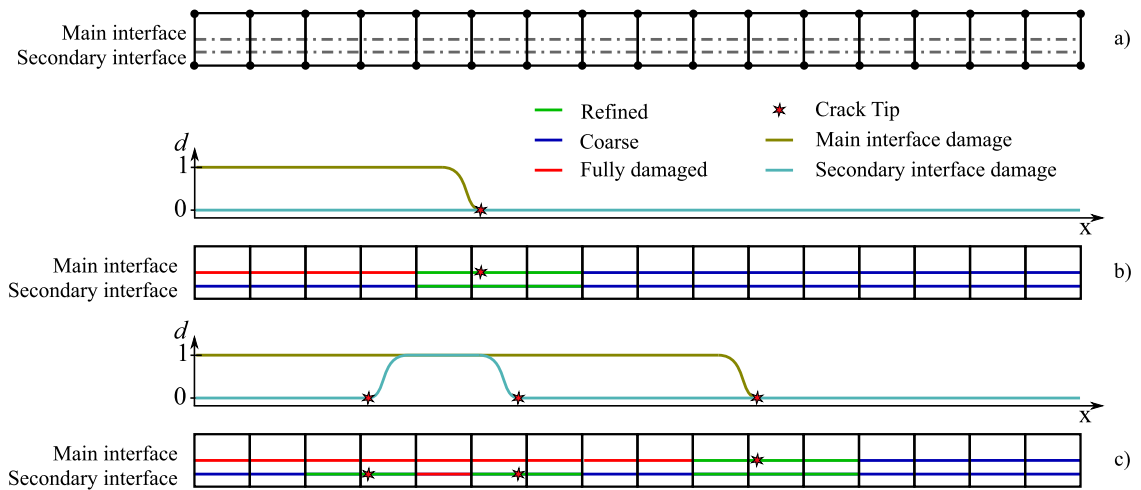 Main interface
Secondary interface
a)
Refined
Crack Tip
Coarse
Main interface damage
Fully damaged
Secondary interface damage
d
1
0
x
Main interface
Secondary interface
b)
d
1
0
x
Main interface
Secondary interface
c)